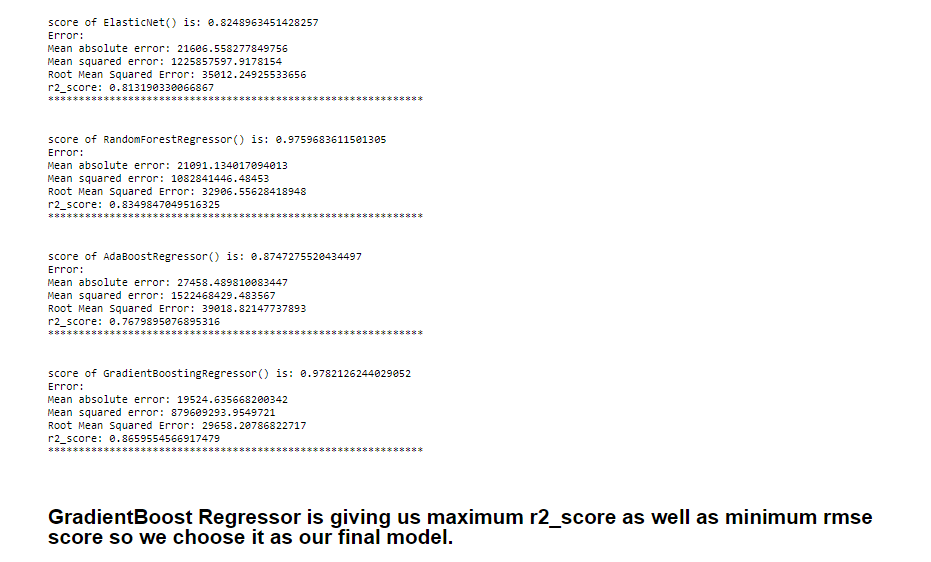 score of ElasticNet() is: 0.8248963451428257
Error:
Mean absolute error: 21606.558277849756
Mean squared error: 1225857597.9178154
Root Mean Squared Error: 35012.24925533656
r2_score: 0.813190330066867
*************************************************************
score of RandomForestRegressor() is: 0.9759683611501305
Error:
Mean absolute error: 21091.134017094013
Mean squared error: 1082841446.48453
Root Mean Squared Error: 32906.55628418948
r2_score: 0.8349847049516325
*************************************************************
score of AdaBoostRegressor() is: 0.8747275520434497
Error:
Mean absolute error: 27458.489810083447
Mean squared error: 1522468429.483567
Root Mean Squared Error: 39018.82147737893
r2_score: 0.7679895076895316
*************************************************************
score of GradientBoostingRegressor() is: 0.9782126244029052
Error:
Mean absolute error: 19524.635668200342
Mean squared error: 879609293.9549721
Root Mean Squared Error: 29658.20786822717
r2_score: 0.8659554566917479
*************************************************************
GradientBoost Regressor is giving us maximum r2_score as well as minimum rmse
score so we choose it as our final model.